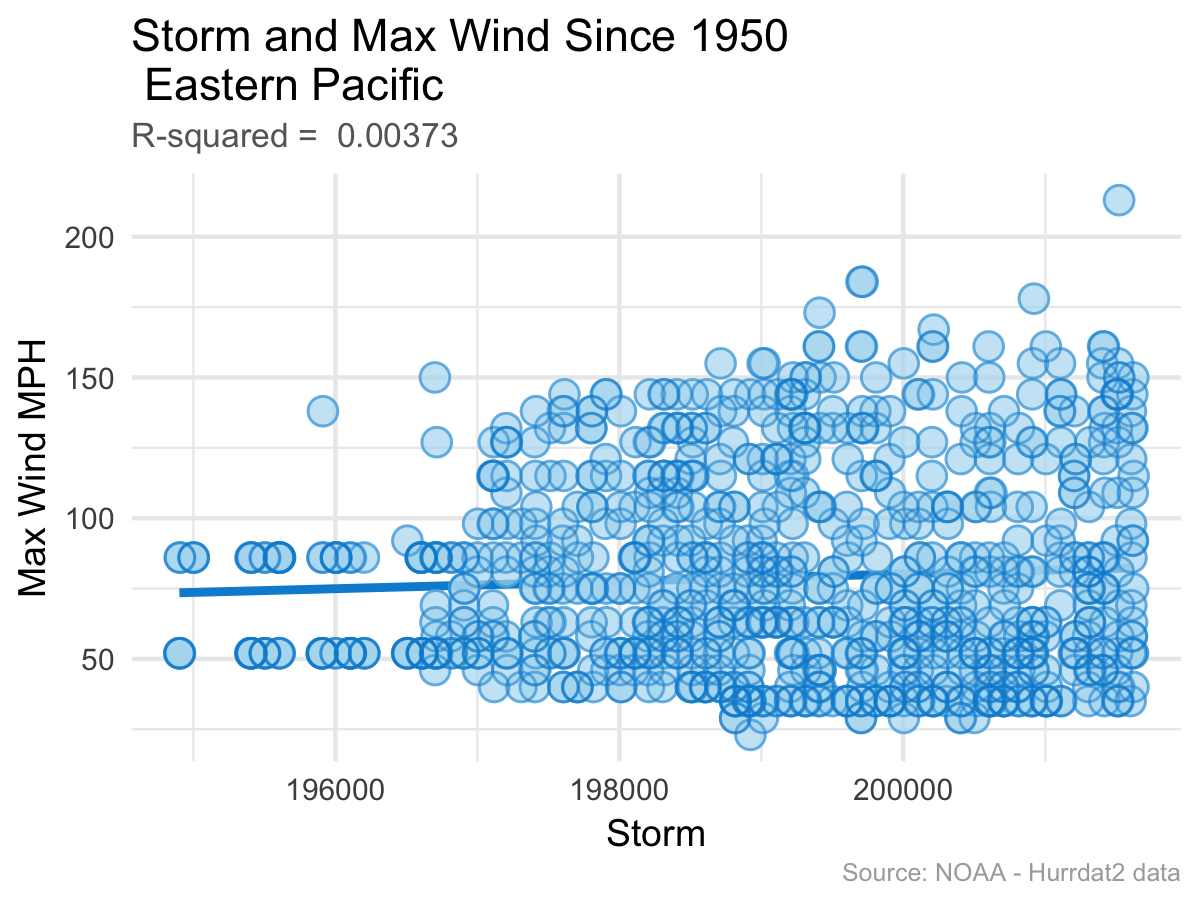 Storm and Max Wind Since 1950
Eastern Pacific
R-squared = 0.00373
200
150
100
50
Max Wind MPH
196000
198000
200000
Storm
Source: NOAA - Hurrdat2 data